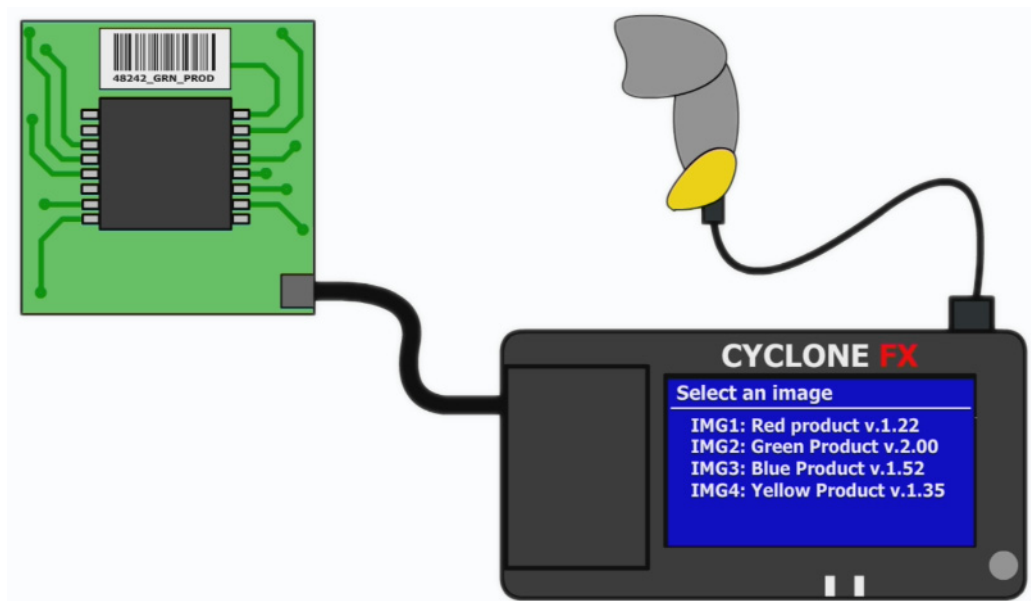 48242_GRN_PROD
CYCLONE FX
Select an image
IMG1: Red product v.1.22
IMG2: Green Product v.2.00
IMG3: Blue Product v.1.52
IMG4: Yellow Product v.1.35